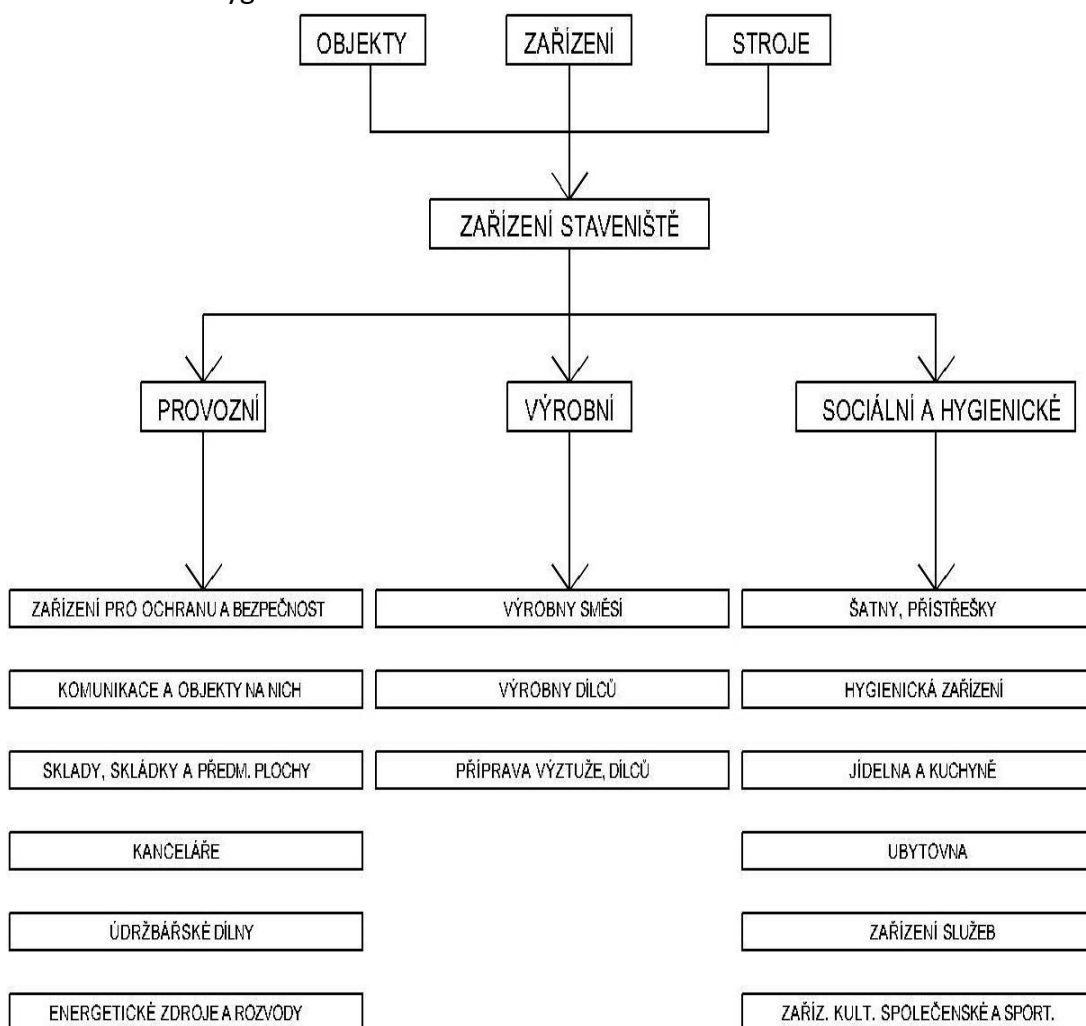 OBJEKTY
ZAŘÍZENÍ
STROJE
ZAŘÍZENÍ STAVENIŠTĚ
PROVOZNÍ
VÝROBNÍ
SOCIÁLNÍ A HYGIENICKÉ
ZAŘÍZENÍ PRO OCHRANU A BEZPEČNOST
VÝROBNY SMĚSÍ
ŠATNY, PŘÍSTŘEŠKY
KOMUNIKACE A OBJEKTY NA NICH
VÝROBNY DÍLCŮ
HYGIENICKÁ ZAŘÍZENÍ
SKLADY, SKLÁDKY A PŘEDM. PLOCHY
PŘÍPRAVA VÝZTUŽE, DÍLCŮ
JÍDELNA A KUCHYNĚ
KANCELÁŘE
UBYTOVNA
ÚDRŽBÁŘSKÉ DÍLNY
ZAŘÍZENÍ SLUŽEB
ENERGETICKÉ ZDROJE A ROZVODY
ZAŘÍZ. KULT. SPOLEČENSKÉ A SPORT.